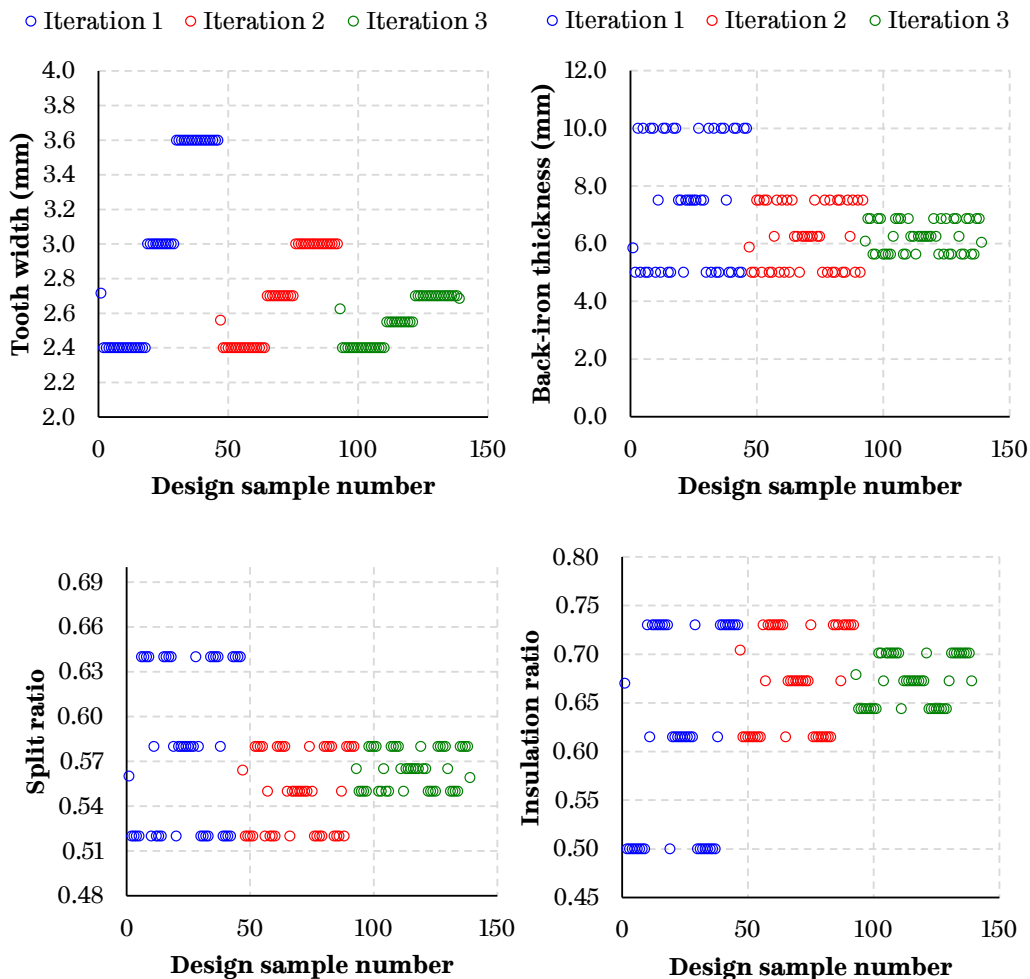 Iteration 1 Iteration 2 Iteration 3
Tooth width (mm)
4.0
3.8
3.6
3.4
3.2
3.0
2.8
2.6
2.4
2.2
2.0
0 50 100 150
Design sample number
Iteration 1 Iteration 2 Iteration 3
Back-iron thickness (mm)
12.0
10.0
8.0
6.0
4.0
2.0
0.0
0 50 100 150
Design sample number
Split ratio
0.69
0.66
0.63
0.60
0.57
0.54
0.51
0.48
0 50 100 150
Design sample number
Insulation ratio
0.80
0.75
0.70
0.65
0.60
0.55
0.50
0.45
0 50 100 150
Design sample number